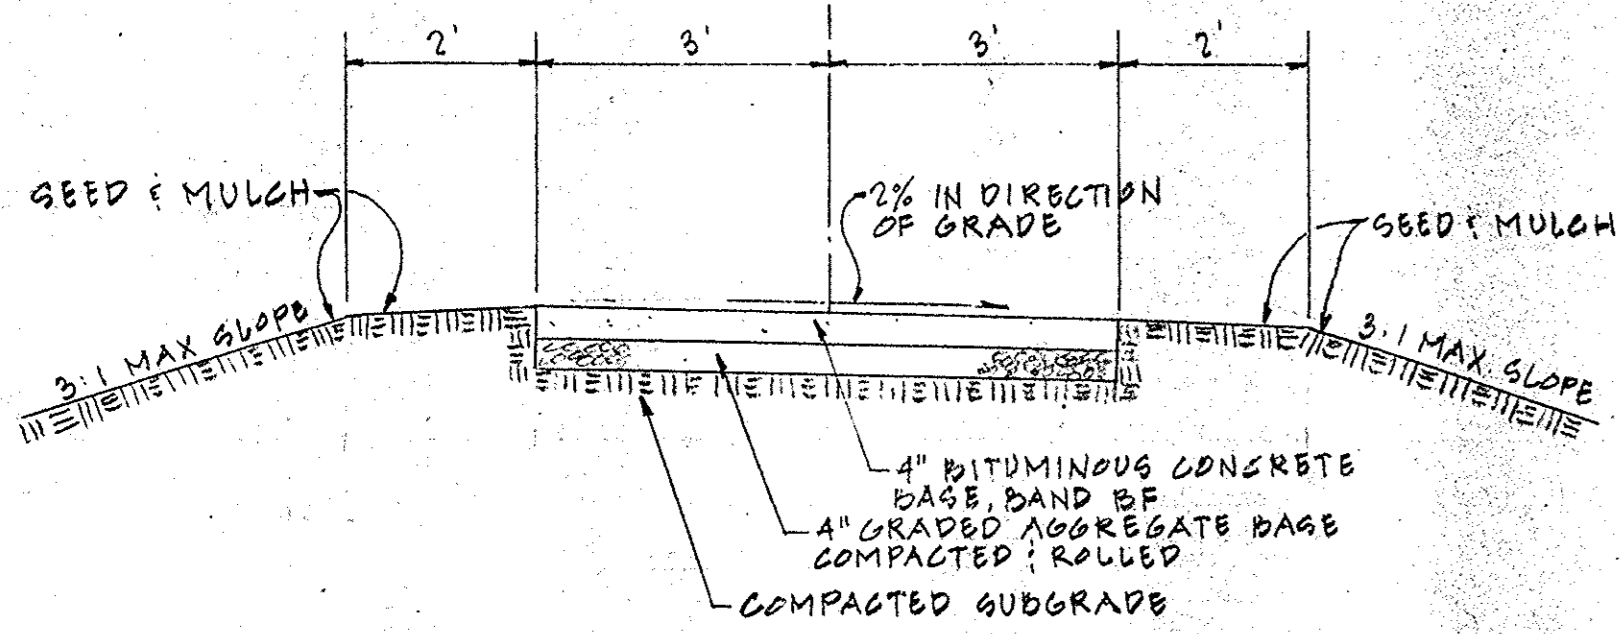 2' 3' 3' 2'
SEED & MULCH
2% IN DIRECTION
OF GRADE
SEED & MULCH
3:1 MAX SLOPE
3:1 MAX SLOPE
4" BITUMINOUS CONCRETE
BASE, BAND BF
4" GRADED AGGREGATE BASE
COMPACTED & ROLLED
COMPACTED SUBGRADE